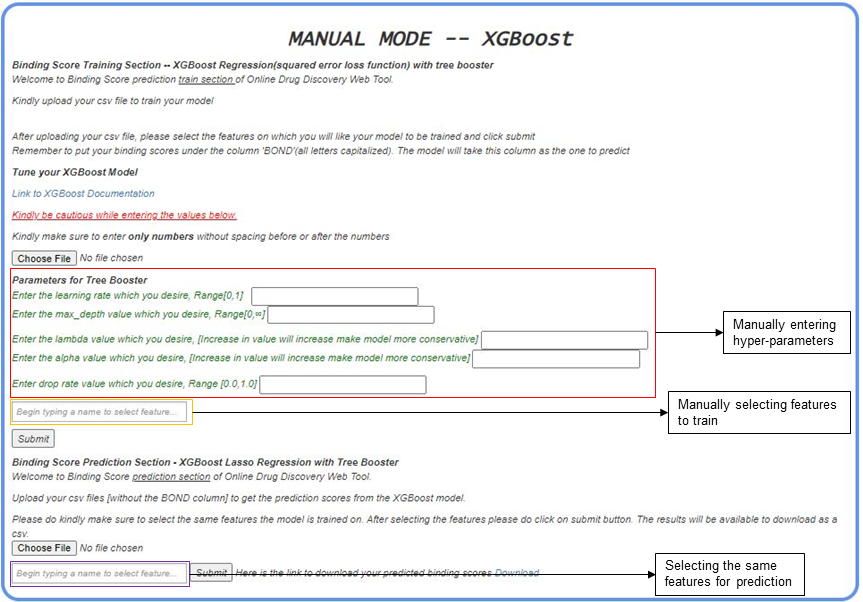 MANUAL MODE -- XGBoost
Binding Score Training Section -- XGBoost Regression(squared error loss function) with tree booster
Welcome to Binding Score prediction train section of Online Drug Discovery Web Tool.
Kindly upload your csv file to train your model
After uploading your csv file, please select the features on which you will like your model to be trained and click submit
Remember to put your binding scores under the column 'BOND'(all letters capitalized). The model will take this column as the one to predict
Tune your XGBoost Model
Link to XGBoost Documentation
Kindly be cautious while entering the values below.
Kindly make sure to enter only numbers without spacing before or after the numbers
Choose File No file chosen
Parameters for Tree Booster
Enter the learning rate which you desire, Range[0,1]
Enter the max_depth value which you desire, Range[0,∞]
Enter the lambda value which you desire, [Increase in value will increase make model more conservative]
Enter the alpha value which you desire, [Increase in value will increase make model more conservative]
Enter drop rate value which you desire, Range [0.0,1.0]
Manually entering
hyper-parameters
Begin typing a name to select feature...
Manually selecting features
to train
Submit
Binding Score Prediction Section - XGBoost Lasso Regression with Tree Booster
Welcome to Binding Score prediction section of Online Drug Discovery Web Tool.
Upload your csv files [without the BOND column] to get the prediction scores from the XGBoost model.
Please do kindly make sure to select the same features the model is trained on. After selecting the features please do click on submit button. The results will be available to download as a
csv.
Choose File No file chosen
Begin typing a name to select feature... Submit Here is the link to download your predicted binding scores Download
Selecting the same
features for prediction